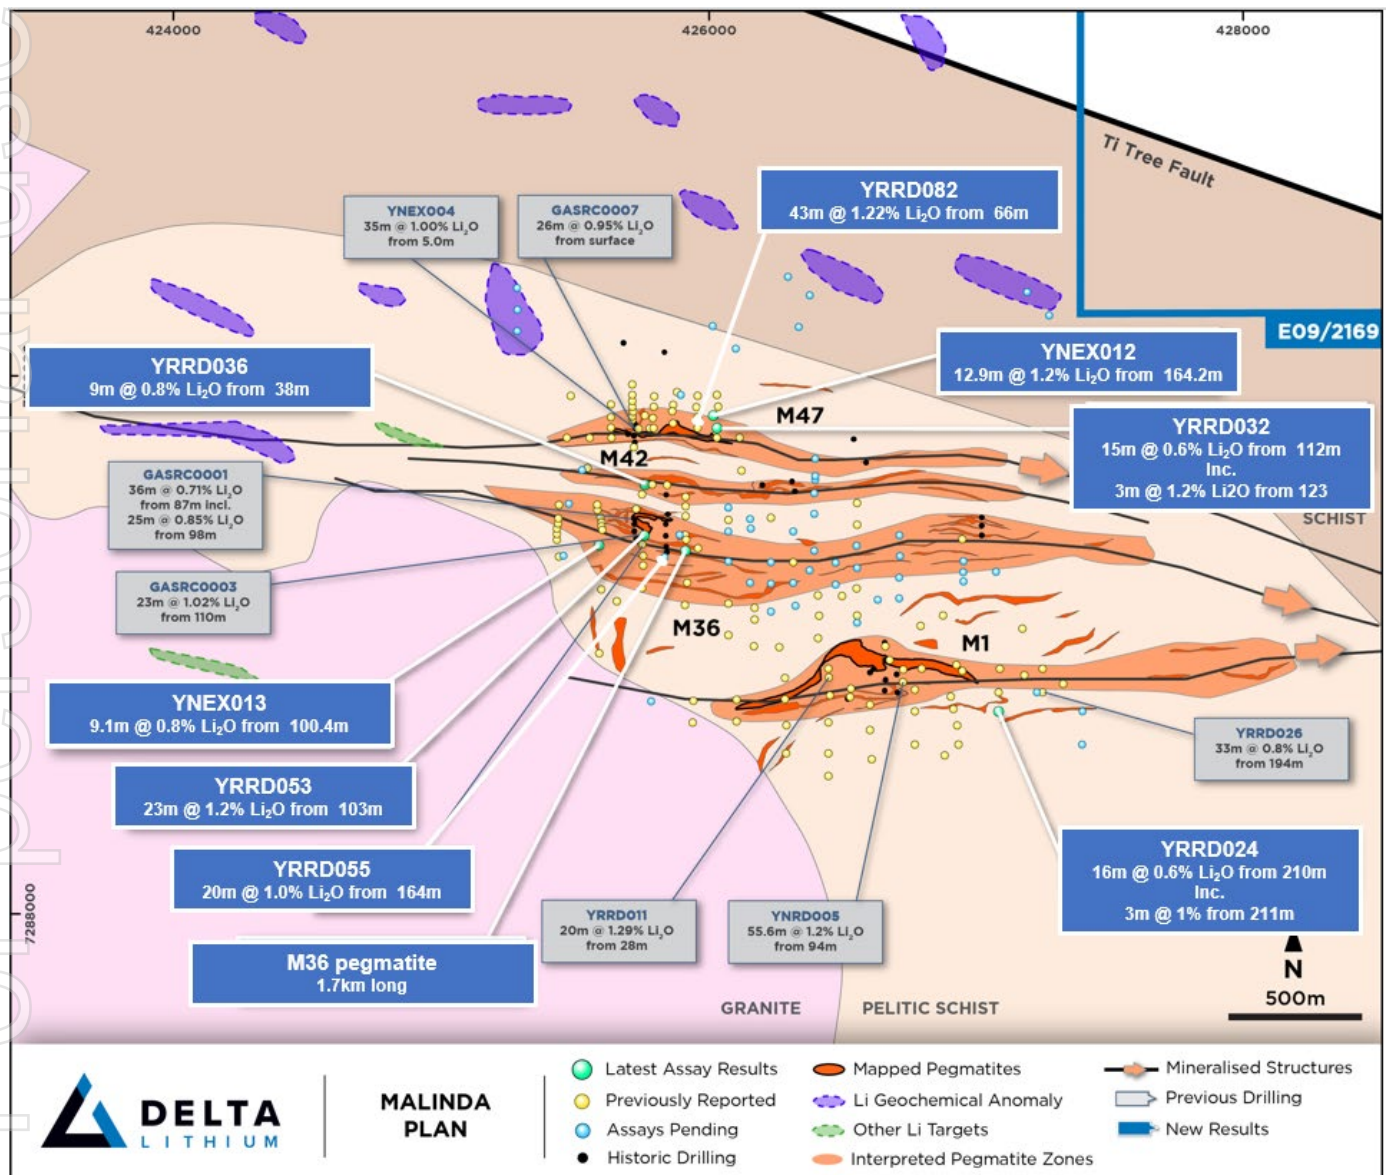 424000
426000
428000
Ti Tree Fault
YRRD082
43m @ 1.22% Li₂O from 66m
YNEX004
35m @ 1.00% Li₂O
from 5.0m
GASRC0007
26m @ 0.95% Li₂O
from surface
E09/2169
YRRD036
9m @ 0.8% Li₂O from 38m
YNEX012
12.9m @ 1.2% Li₂O from 164.2m
M47
YRRD032
15m @ 0.6% Li₂O from 112m
Inc.
3m @ 1.2% Li2O from 123
M42
GASRC0001
36m @ 0.71% Li₂O
from 87m incl.
25m @ 0.85% Li₂O
from 98m
SCHIST
GASRC0003
23m @ 1.02% Li₂O
from 110m
M36
M1
YNEX013
9.1m @ 0.8% Li₂O from 100.4m
YRRD026
33m @ 0.8% Li₂O
from 194m
YRRD053
23m @ 1.2% Li₂O from 103m
YRRD055
20m @ 1.0% Li₂O from 164m
YRRD024
16m @ 0.6% Li₂O from 210m
Inc.
3m @ 1% from 211m
7288000
YRRD011
20m @ 1.29% Li₂O
from 28m
YNRD005
55.6m @ 1.2% Li₂O
from 94m
M36 pegmatite
1.7km long
N
500m
GRANITE
PELITIC SCHIST
DELTA
LITHIUM
MALINDA
PLAN
Latest Assay Results
Previously Reported
Assays Pending
Historic Drilling
Mapped Pegmatites
Li Geochemical Anomaly
Other Li Targets
Interpreted Pegmatite Zones
Mineralised Structures
Previous Drilling
New Results